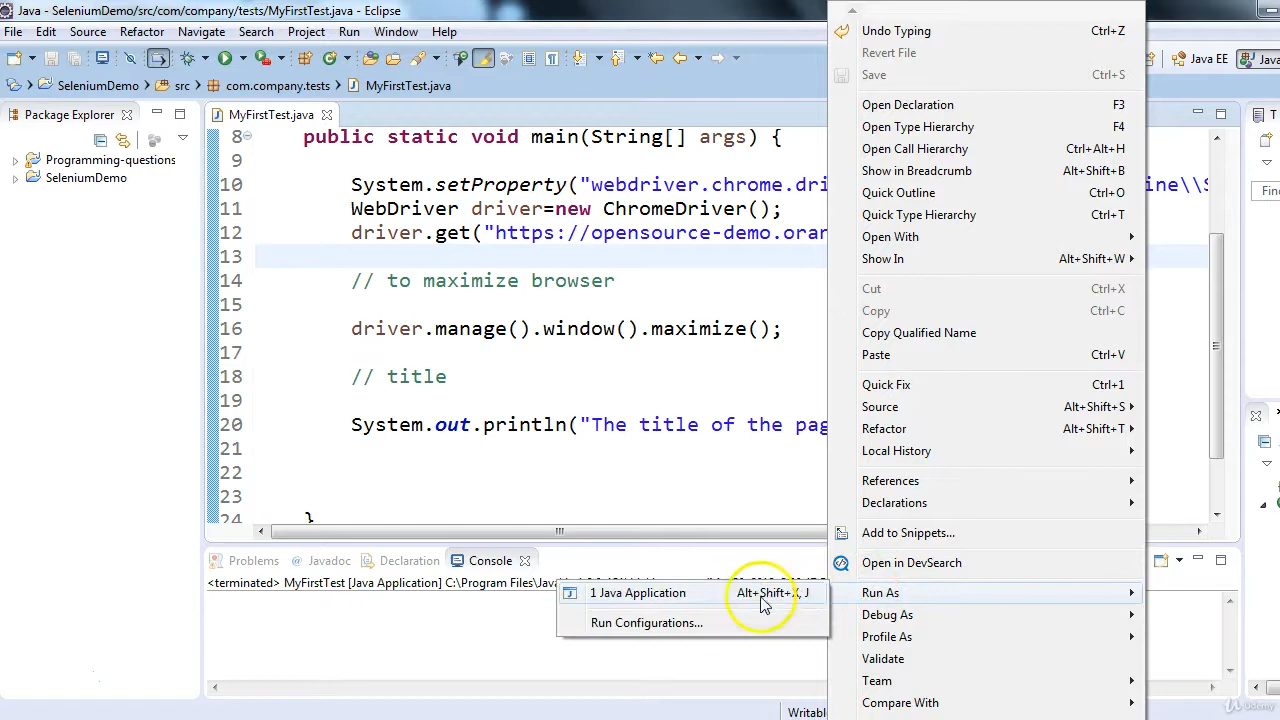 Java - SeleniumDemo/src/com/company/tests/MyFirstTest.java - Eclipse
File Edit Source Refactor Navigate Search Project Run Window Help
Java EE Java
SeleniumDemo src com.company.tests MyFirstTest.java
Package Explorer
Programming-questions
SeleniumDemo
MyFirstTest.java
8 public static void main(String[] args) {
9
10 System.setProperty("webdriver.chrome.dri ine\\S
11 WebDriver driver=new ChromeDriver();
12 driver.get("https://opensource-demo.oran
13
14 // to maximize browser
15
16 driver.manage().window().maximize();
17
18 // title
19
20 System.out.println("The title of the pag
21
22
23
24 }
Problems Javadoc Declaration Console
<terminated> MyFirstTest [Java Application] C:\Program Files\Java
1 Java Application Alt+Shift+X, J
Run Configurations...
Undo Typing Ctrl+Z
Revert File
Save Ctrl+S
Open Declaration F3
Open Type Hierarchy F4
Open Call Hierarchy Ctrl+Alt+H
Show in Breadcrumb Alt+Shift+B
Quick Outline Ctrl+O
Quick Type Hierarchy Ctrl+T
Open With
Show In Alt+Shift+W
Cut Ctrl+X
Copy Ctrl+C
Copy Qualified Name
Paste Ctrl+V
Quick Fix Ctrl+1
Source Alt+Shift+S
Refactor Alt+Shift+T
Local History
References
Declarations
Add to Snippets...
Open in DevSearch
Run As
Debug As
Profile As
Validate
Team
Compare With
T
Find
Writabl
Udemy